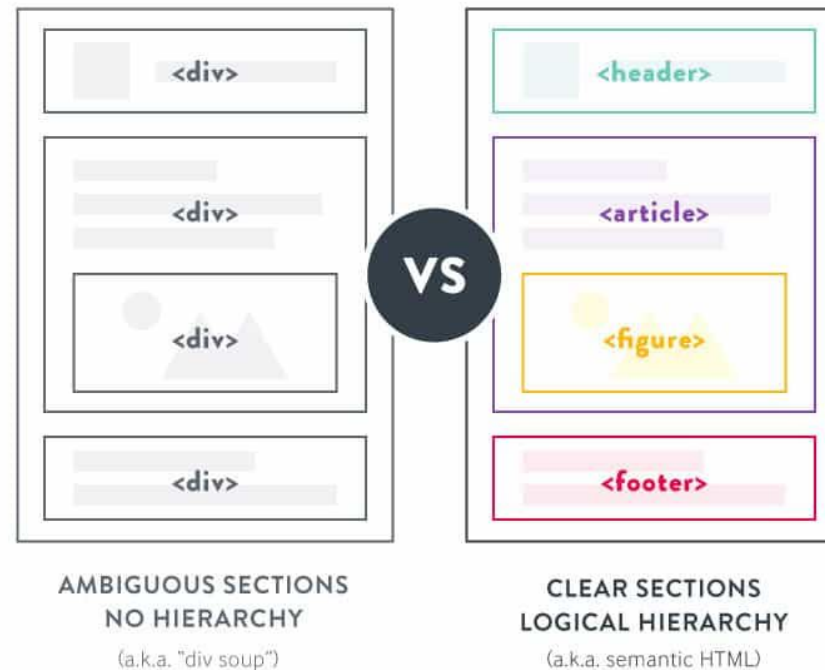 <div>
<div>
<div>
<div>
AMBIGUOUS SECTIONS
NO HIERARCHY
(a.k.a. "div soup")
VS
<header>
<article>
<figure>
<footer>
CLEAR SECTIONS
LOGICAL HIERARCHY
(a.k.a. semantic HTML)